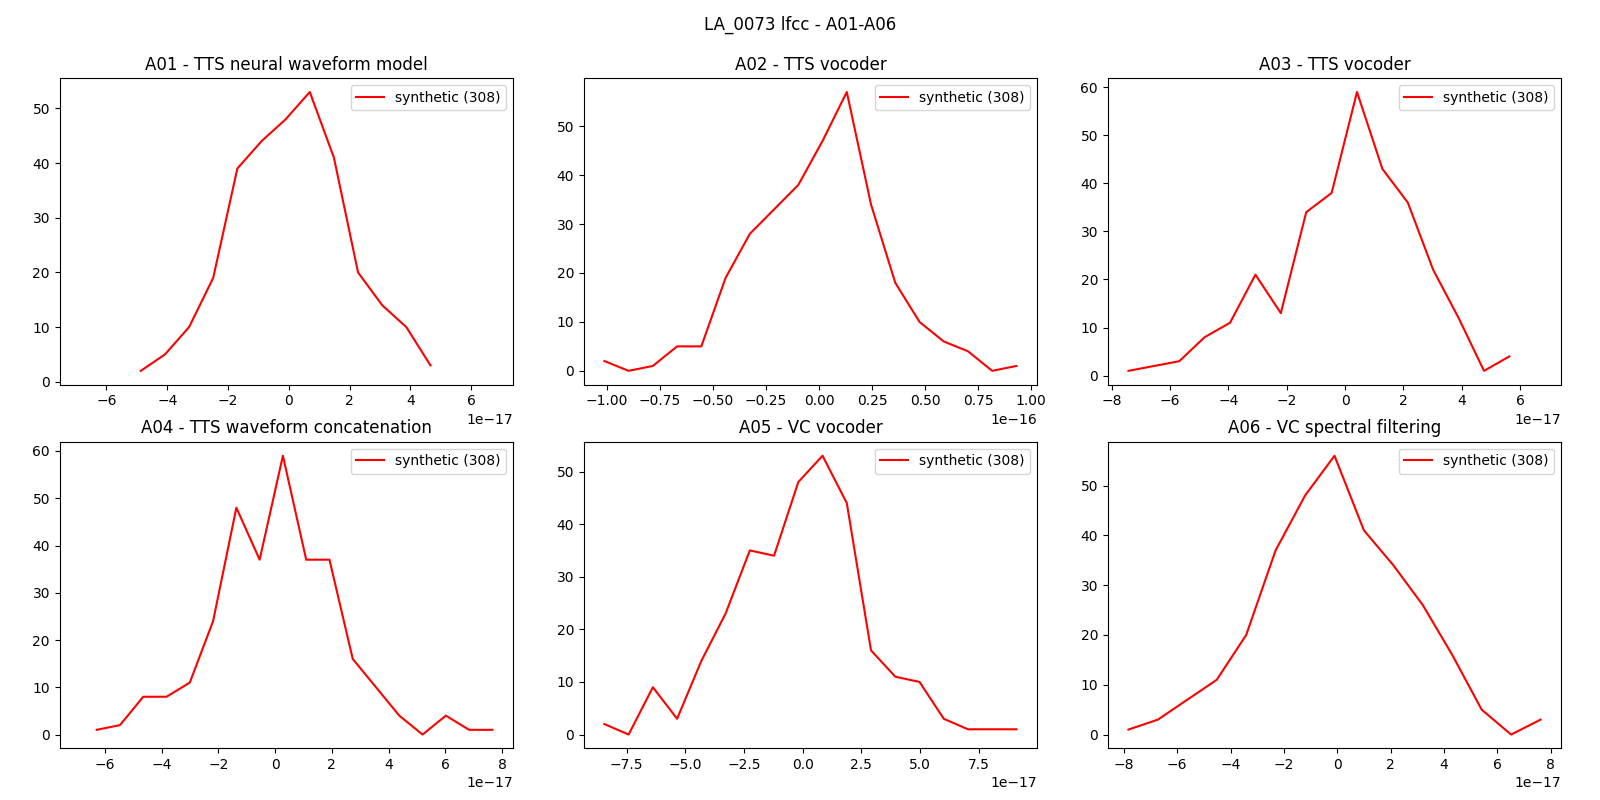 LA_0073 lfcc - A01-A06
A01 - TTS neural waveform model
synthetic (308)
50
40
30
20
10
0
−6 −4 −2 0 2 4 6
1e−17
A02 - TTS vocoder
synthetic (308)
50
40
30
20
10
0
−1.00 −0.75 −0.50 −0.25 0.00 0.25 0.50 0.75 1.00
1e−16
A03 - TTS vocoder
synthetic (308)
60
50
40
30
20
10
0
−8 −6 −4 −2 0 2 4 6
1e−17
A04 - TTS waveform concatenation
synthetic (308)
60
50
40
30
20
10
0
−6 −4 −2 0 2 4 6 8
1e−17
A05 - VC vocoder
synthetic (308)
50
40
30
20
10
0
−7.5 −5.0 −2.5 0.0 2.5 5.0 7.5
1e−17
A06 - VC spectral filtering
synthetic (308)
50
40
30
20
10
0
−8 −6 −4 −2 0 2 4 6 8
1e−17